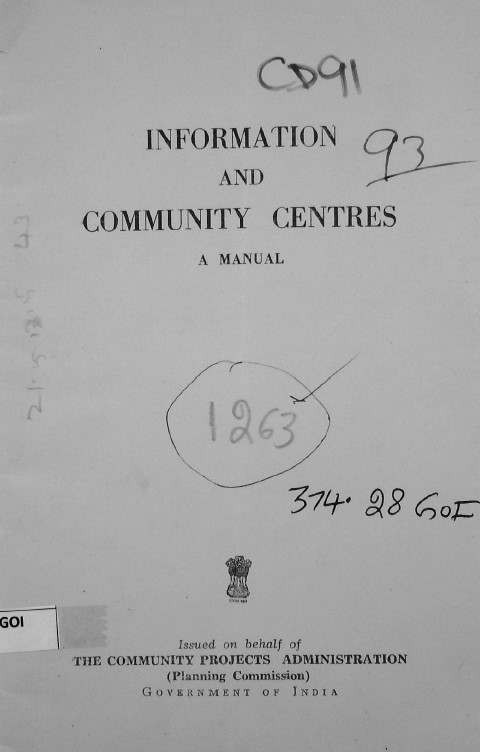 CD91
INFORMATION
93
AND
COMMUNITY CENTRES
A MANUAL
1263
374.28 GOI
GOI
Issued on behalf of
THE COMMUNITY PROJECTS ADMINISTRATION
(Planning Commission)
GOVERNMENT OF INDIA